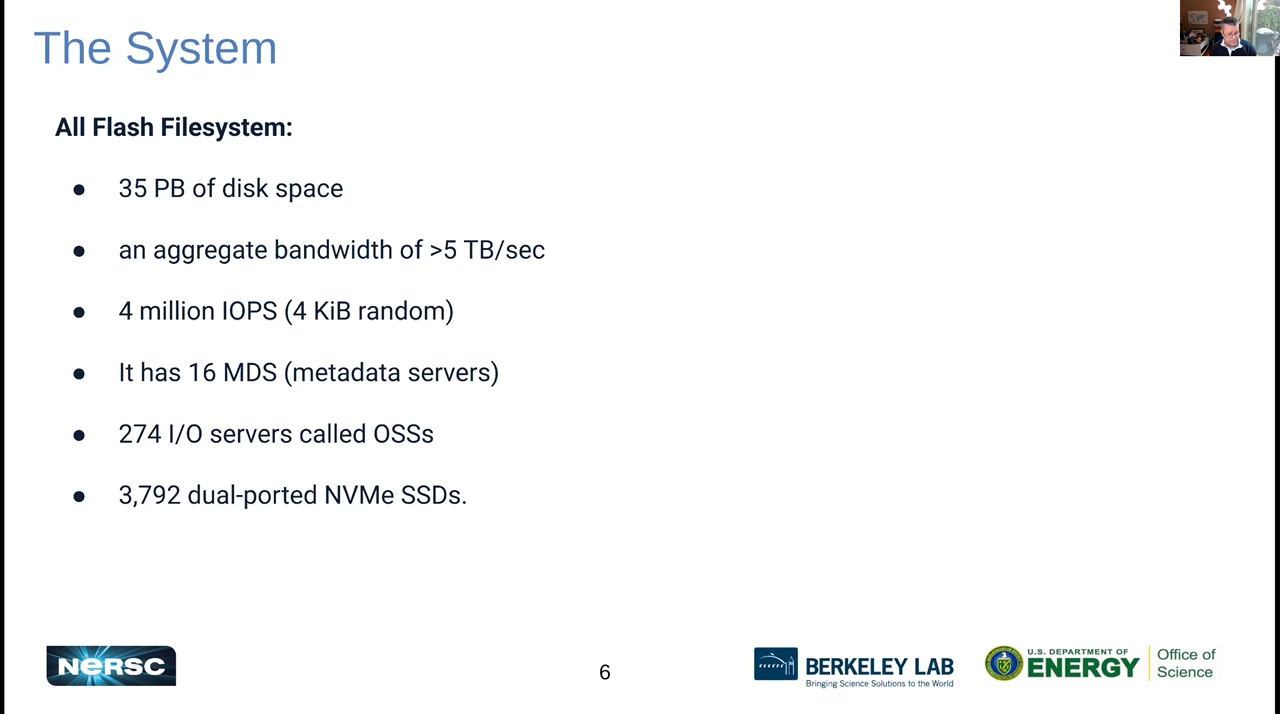 The System
All Flash Filesystem:
● 35 PB of disk space
● an aggregate bandwidth of >5 TB/sec
● 4 million IOPS (4 KiB random)
● It has 16 MDS (metadata servers)
● 274 I/O servers called OSSs
● 3,792 dual-ported NVMe SSDs.
NERSC
6
BERKELEY LAB
Bringing Science Solutions to the World
U.S. DEPARTMENT OF
ENERGY
Office of
Science